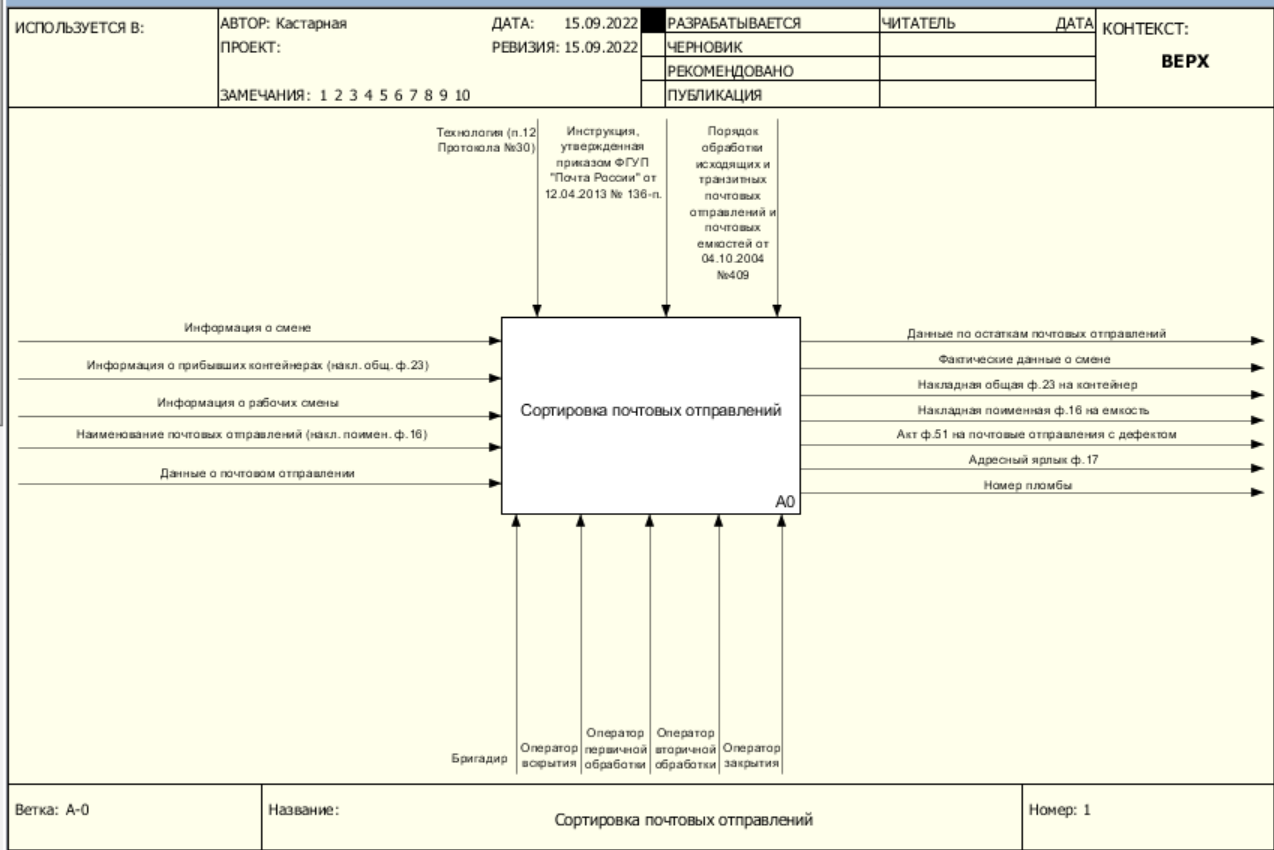 ИСПОЛЬЗУЕТСЯ В:
АВТОР: Кастарная
ДАТА: 15.09.2022
ПРОЕКТ:
РЕВИЗИЯ: 15.09.2022
ЗАМЕЧАНИЯ: 1 2 3 4 5 6 7 8 9 10
РАЗРАБАТЫВАЕТСЯ
ЧЕРНОВИК
РЕКОМЕНДОВАНО
ПУБЛИКАЦИЯ
ЧИТАТЕЛЬ
ДАТА
КОНТЕКСТ:
ВЕРХ
Технология (п.12
Протокола №30)
Инструкция,
утвержденная
приказом ФГУП
"Почта России" от
12.04.2013 № 136-п.
Порядок
обработки
исходящих и
транзитных
почтовых
отправлений и
почтовых
емкостей от
04.10.2004
№409
Информация о смене
Информация о прибывших контейнерах (накл. общ. ф.23)
Информация о рабочих смены
Наименование почтовых отправлений (накл. поимен. ф.16)
Данные о почтовом отправлении
Сортировка почтовых отправлений
A0
Данные по остаткам почтовых отправлений
Фактические данные о смене
Накладная общая ф.23 на контейнер
Накладная поименная ф.16 на емкость
Акт ф.51 на почтовые отправления с дефектом
Адресный ярлык ф.17
Номер пломбы
Бригадир
Оператор
вскрытия
Оператор
первичной
обработки
Оператор
вторичной
обработки
Оператор
закрытия
Ветка: A-0
Название:
Сортировка почтовых отправлений
Номер: 1